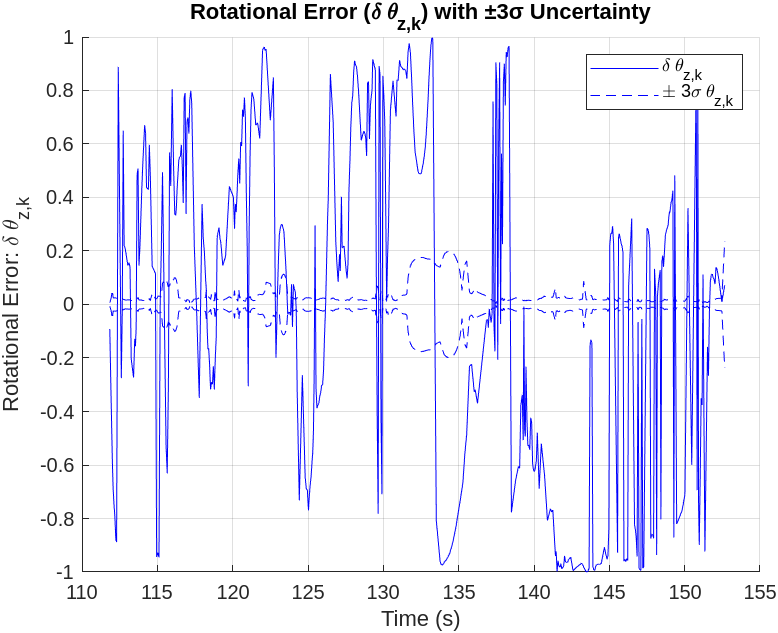 Rotational Error (δ θz,k) with ±3σ Uncertainty
δ θz,k
± 3σ θz,k
Rotational Error: δ θz,k
1
0.8
0.6
0.4
0.2
0
-0.2
-0.4
-0.6
-0.8
-1
110 115 120 125 130 135 140 145 150 155
Time (s)